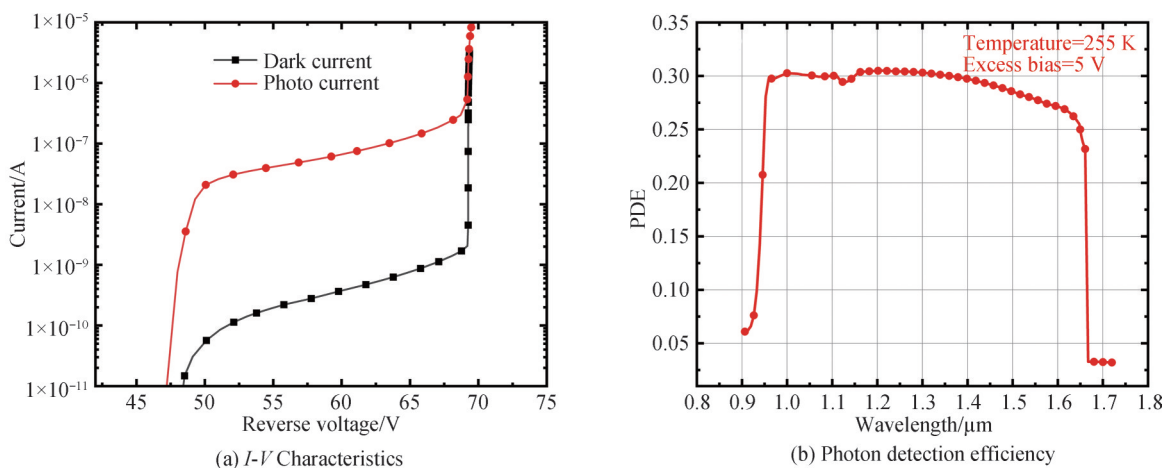 1×10⁻⁵
1×10⁻⁶
1×10⁻⁷
1×10⁻⁸
1×10⁻⁹
1×10⁻¹⁰
1×10⁻¹¹
Current/A
Dark current
Photo current
45 50 55 60 65 70 75
Reverse voltage/V
(a) I-V Characteristics
0.35
0.30
0.25
0.20
0.15
0.10
0.05
PDE
Temperature=255 K
Excess bias=5 V
0.8 0.9 1.0 1.1 1.2 1.3 1.4 1.5 1.6 1.7 1.8
Wavelength/μm
(b) Photon detection efficiency